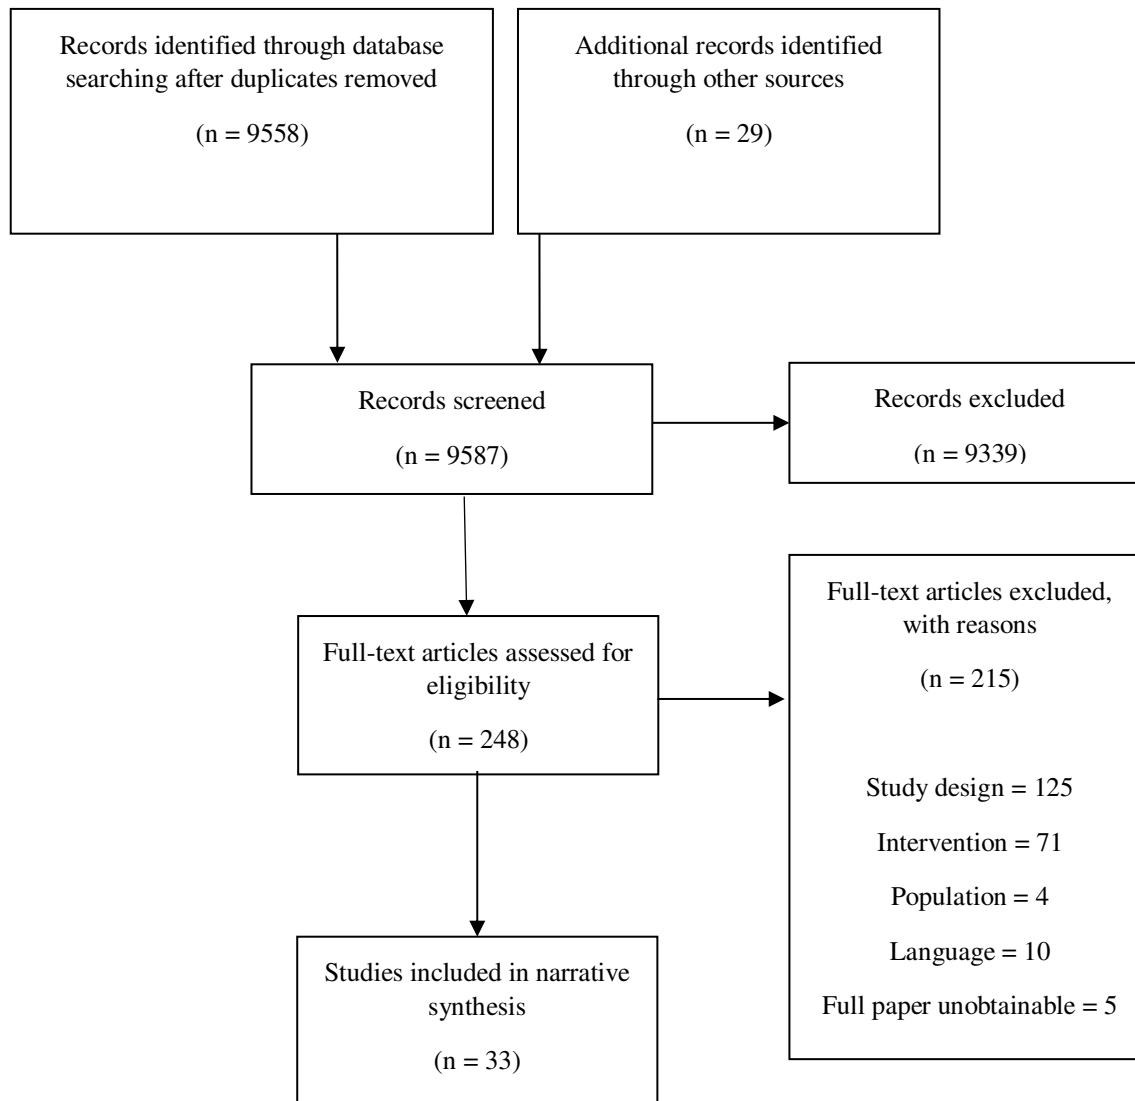 Records identified through database
searching after duplicates removed
(n = 9558)
Additional records identified
through other sources
(n = 29)
Records screened
(n = 9587)
Records excluded
(n = 9339)
Full-text articles assessed for
eligibility
(n = 248)
Full-text articles excluded,
with reasons
(n = 215)
Study design = 125
Intervention = 71
Population = 4
Language = 10
Full paper unobtainable = 5
Studies included in narrative
synthesis
(n = 33)